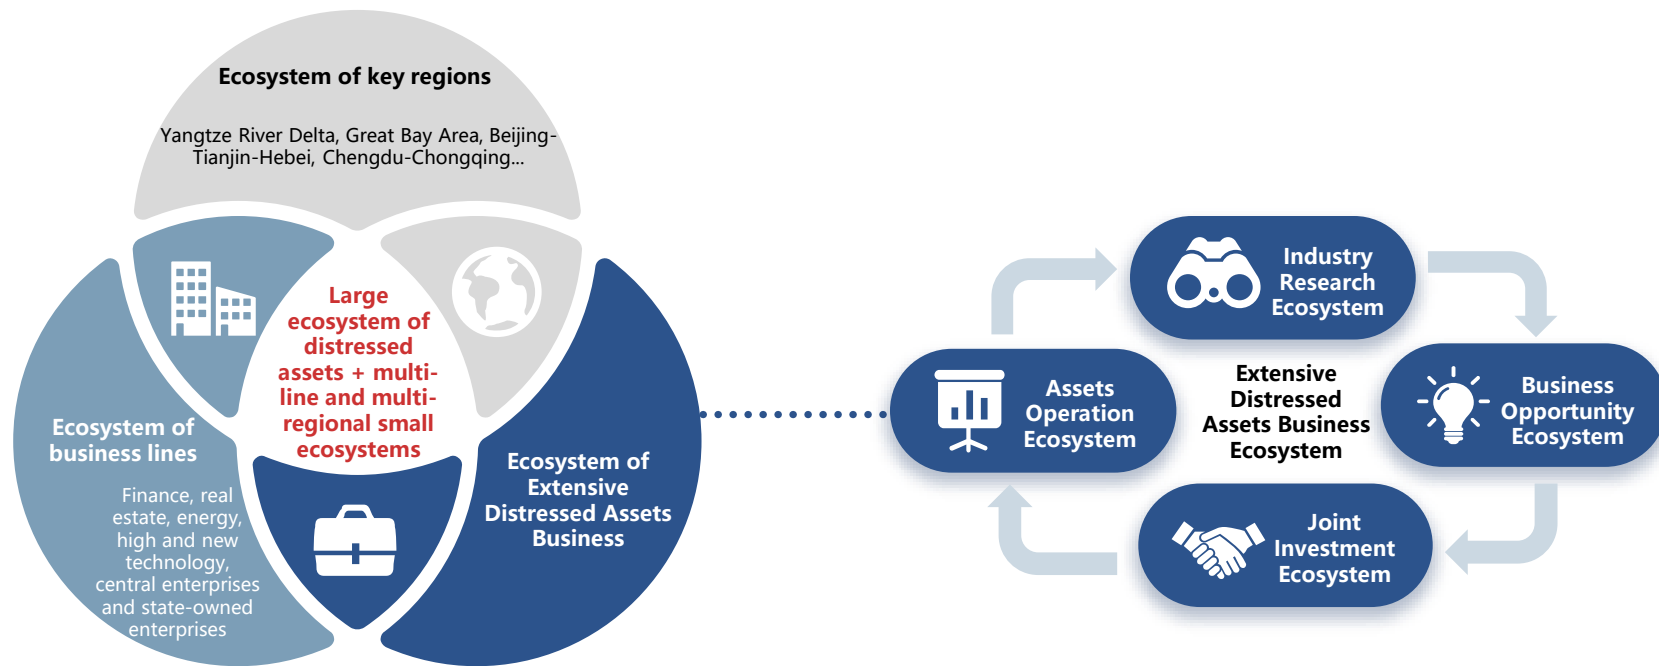 Ecosystem of key regions
Yangtze River Delta, Great Bay Area, Beijing-
Tianjin-Hebei, Chengdu-Chongqing...
Large
ecosystem of
distressed
assets + multi-
line and multi-
regional small
ecosystems
Ecosystem of
business lines
Finance, real
estate, energy,
high and new
technology,
central enterprises
and state-owned
enterprises
Ecosystem of
Extensive
Distressed Assets
Business
Industry
Research
Ecosystem
Assets
Operation
Ecosystem
Extensive
Distressed
Assets Business
Ecosystem
Business
Opportunity
Ecosystem
Joint
Investment
Ecosystem